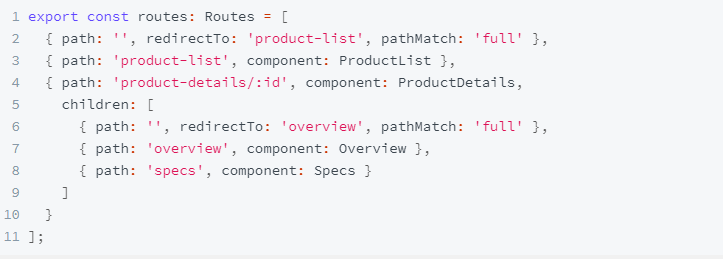 1 export const routes: Routes = [
2   { path: '', redirectTo: 'product-list', pathMatch: 'full' },
3   { path: 'product-list', component: ProductList },
4   { path: 'product-details/:id', component: ProductDetails,
5     children: [
6       { path: '', redirectTo: 'overview', pathMatch: 'full' },
7       { path: 'overview', component: Overview },
8       { path: 'specs', component: Specs }
9     ]
10   }
11 ];